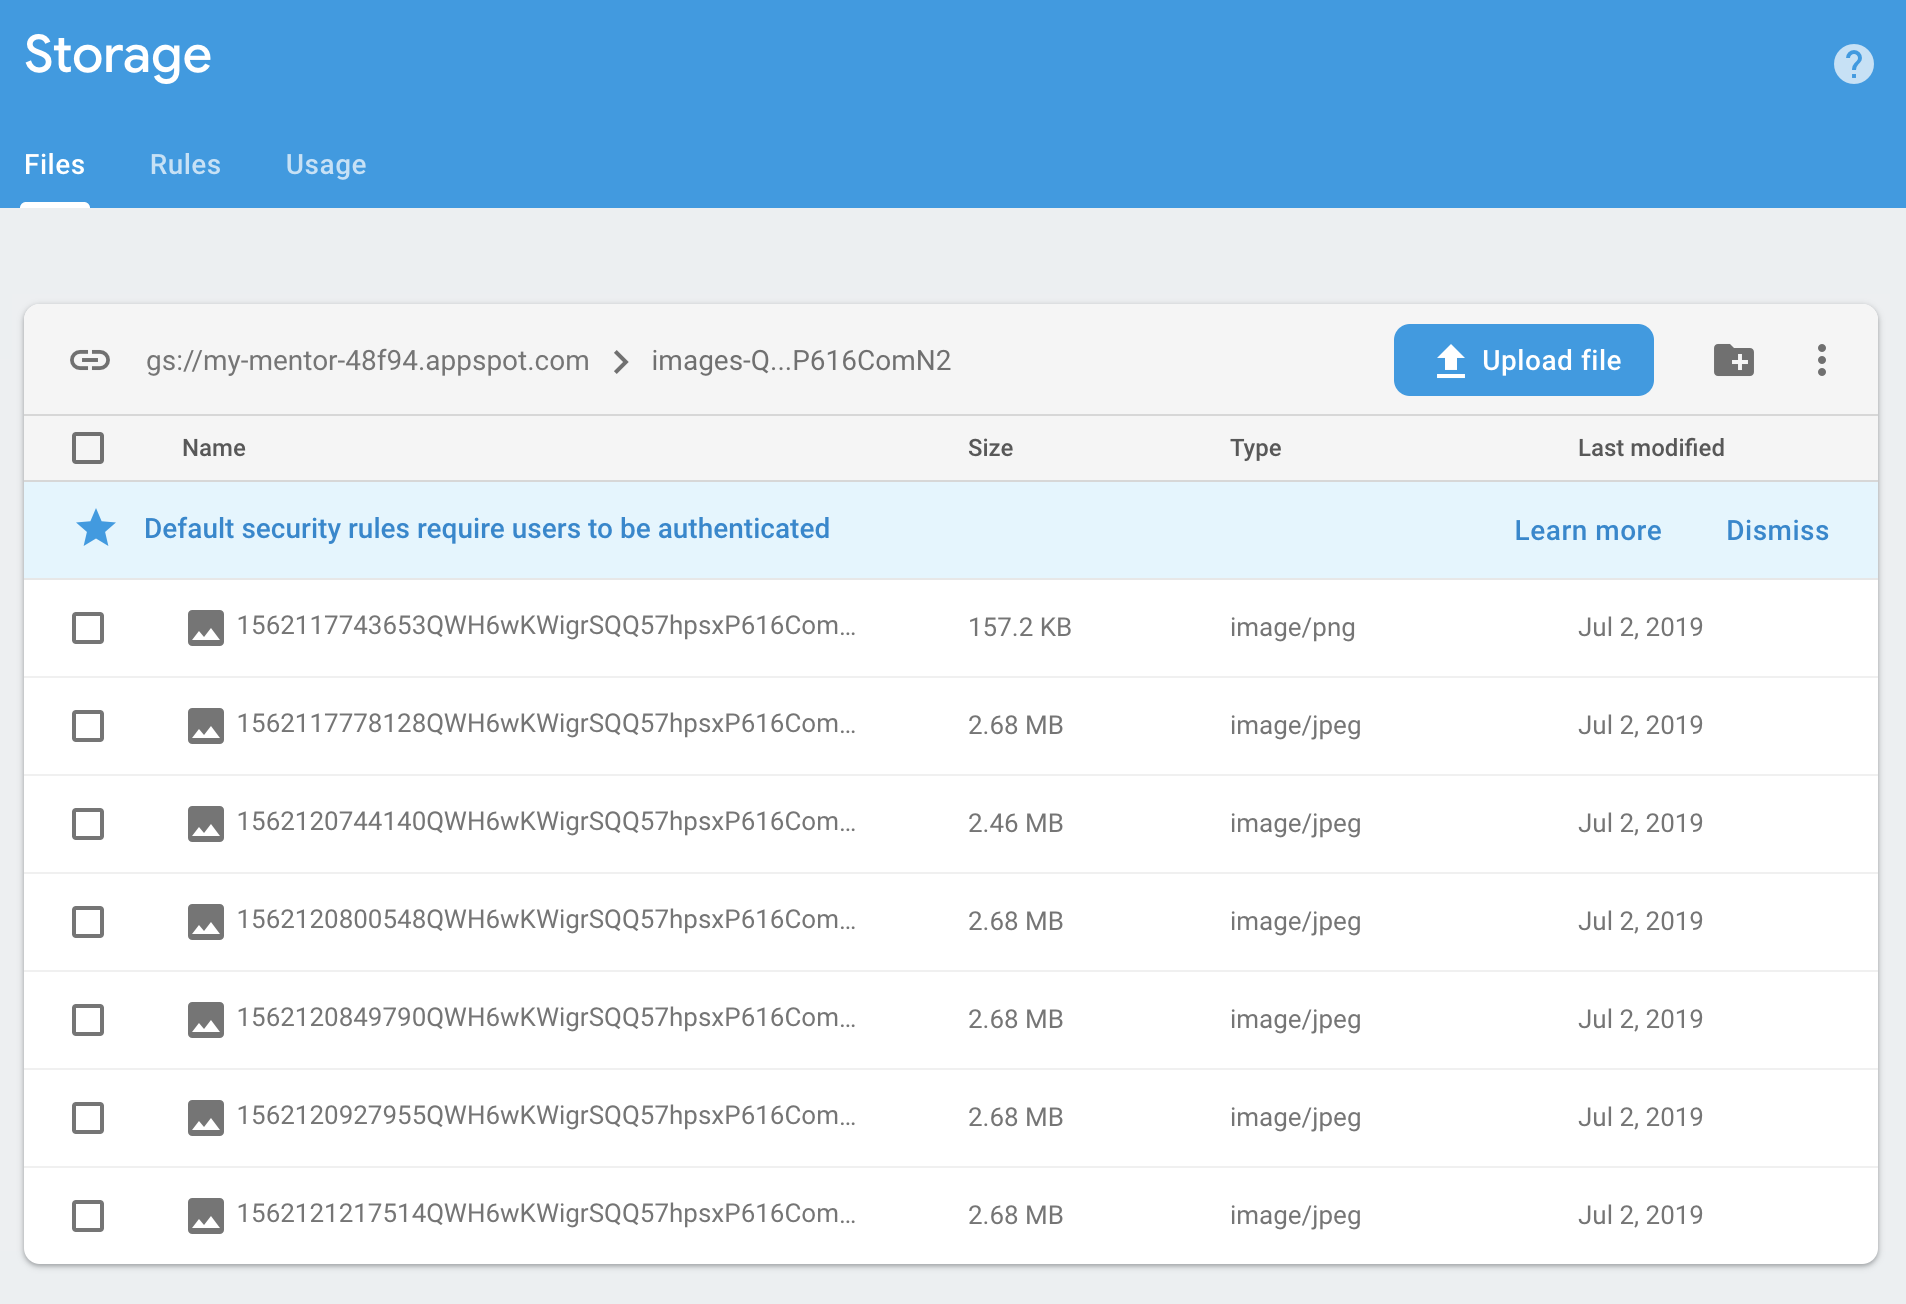 Storage
?
Files Rules Usage
gs://my-mentor-48f94.appspot.com > images-Q...P616ComN2 Upload file
Name Size Type Last modified
Default security rules require users to be authenticated Learn more Dismiss
1562117743653QWH6wKWigrSQQ57hpsxP616Com... 157.2 KB image/png Jul 2, 2019
1562117778128QWH6wKWigrSQQ57hpsxP616Com... 2.68 MB image/jpeg Jul 2, 2019
1562120744140QWH6wKWigrSQQ57hpsxP616Com... 2.46 MB image/jpeg Jul 2, 2019
1562120800548QWH6wKWigrSQQ57hpsxP616Com... 2.68 MB image/jpeg Jul 2, 2019
1562120849790QWH6wKWigrSQQ57hpsxP616Com... 2.68 MB image/jpeg Jul 2, 2019
1562120927955QWH6wKWigrSQQ57hpsxP616Com... 2.68 MB image/jpeg Jul 2, 2019
1562121217514QWH6wKWigrSQQ57hpsxP616Com... 2.68 MB image/jpeg Jul 2, 2019